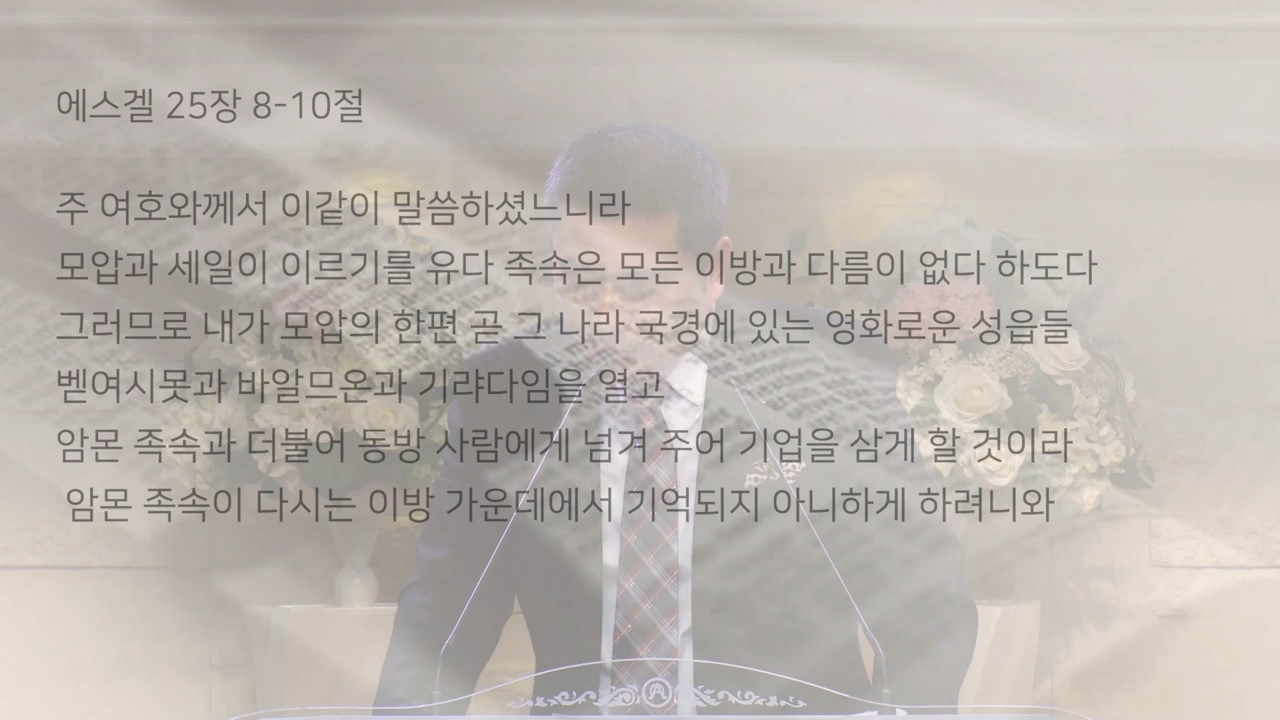 에스겔 25장 8-10절
주 여호와께서 이같이 말씀하셨느니라
모압과 세일이 이르기를 유다 족속은 모든 이방과 다름이 없다 하도다
그러므로 내가 모압의 한편 곧 그 나라 국경에 있는 영화로운 성읍들
벧여시못과 바알므온과 기랴다임을 열고
암몬 족속과 더불어 동방 사람에게 넘겨 주어 기업을 삼게 할 것이라
암몬 족속이 다시는 이방 가운데에서 기억되지 아니하게 하려니와